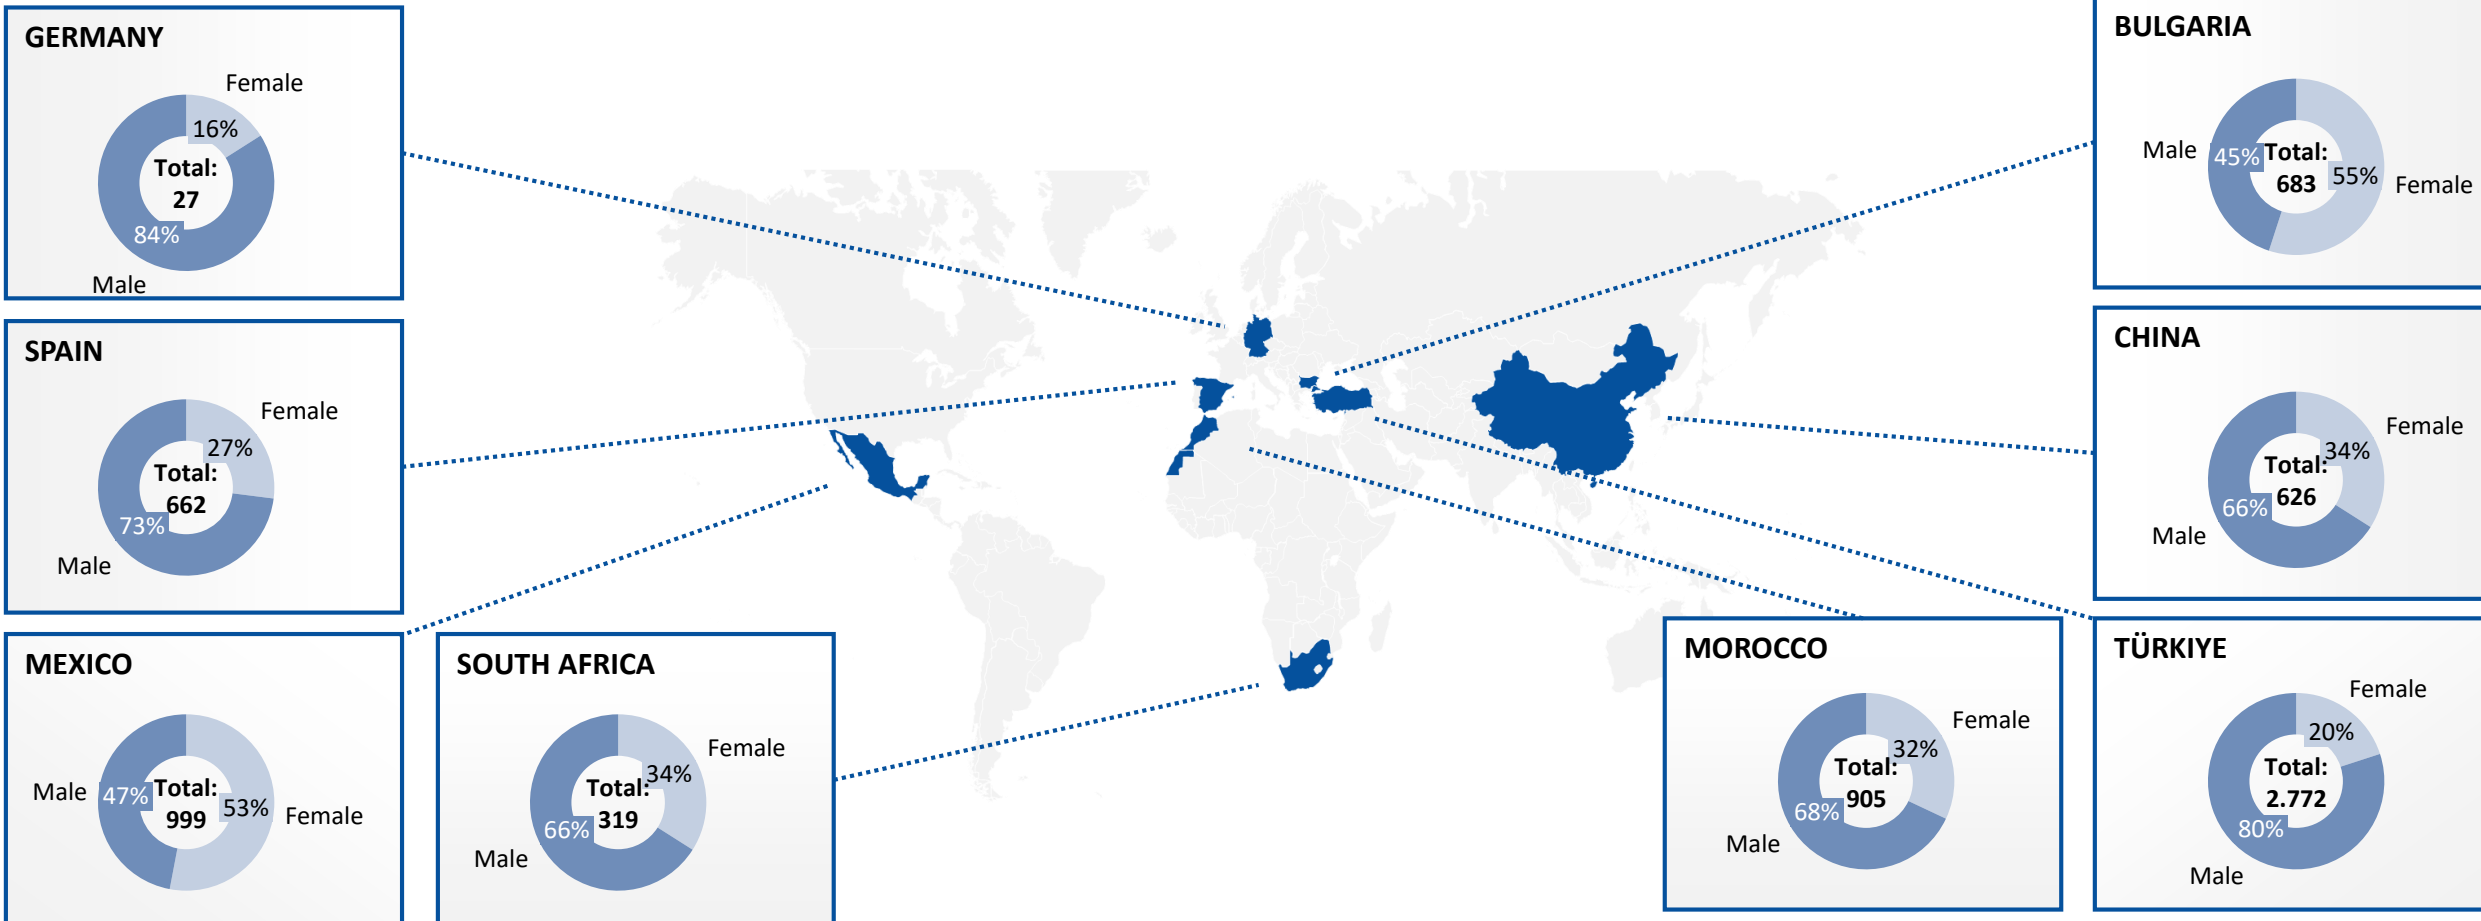 GERMANY
Female
16%
Total:
27
84%
Male
SPAIN
Female
27%
Total:
662
73%
Male
MEXICO
Male
47%
Total:
999
53%
Female
SOUTH AFRICA
Female
34%
Total:
319
66%
Male
BULGARIA
Male
45%
Total:
683
55%
Female
CHINA
Female
34%
Total:
626
66%
Male
MOROCCO
Female
32%
Total:
905
68%
Male
TÜRKIYE
Female
20%
Total:
2.772
80%
Male